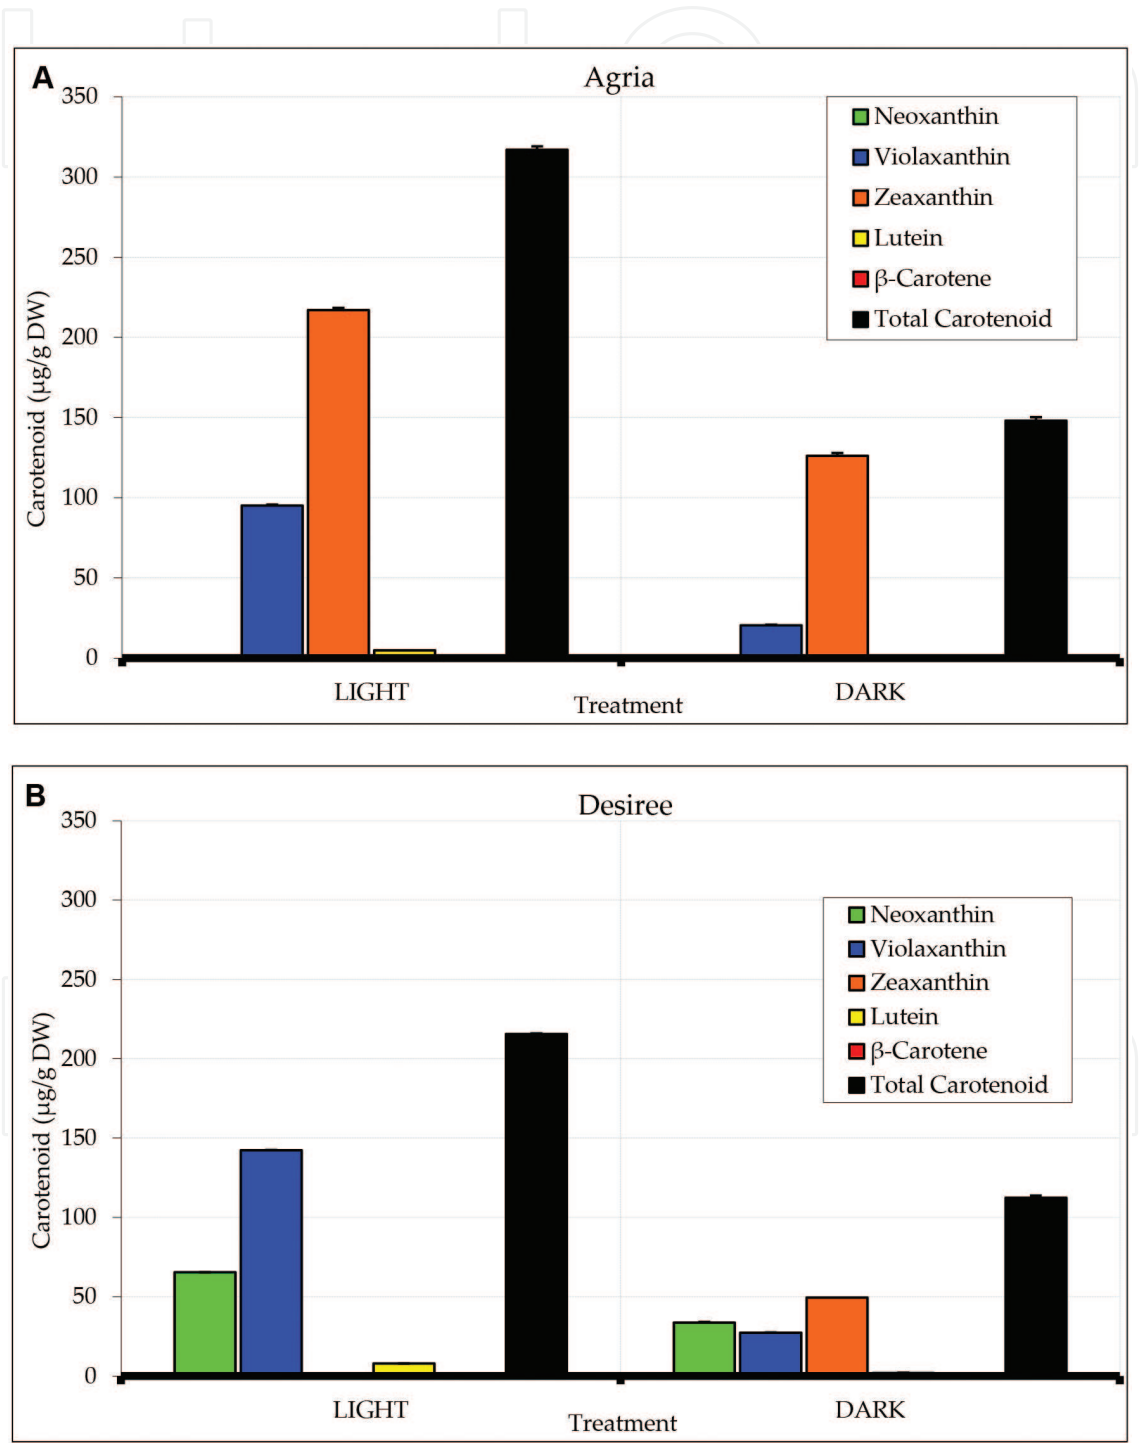 A
Agria
350
300
250
200
150
100
50
0
Carotenoid (µg/g DW)
Neoxanthin
Violaxanthin
Zeaxanthin
Lutein
β-Carotene
Total Carotenoid
LIGHT
DARK
Treatment
B
Desiree
350
300
250
200
150
100
50
0
Carotenoid (µg/g DW)
Neoxanthin
Violaxanthin
Zeaxanthin
Lutein
β-Carotene
Total Carotenoid
LIGHT
DARK
Treatment